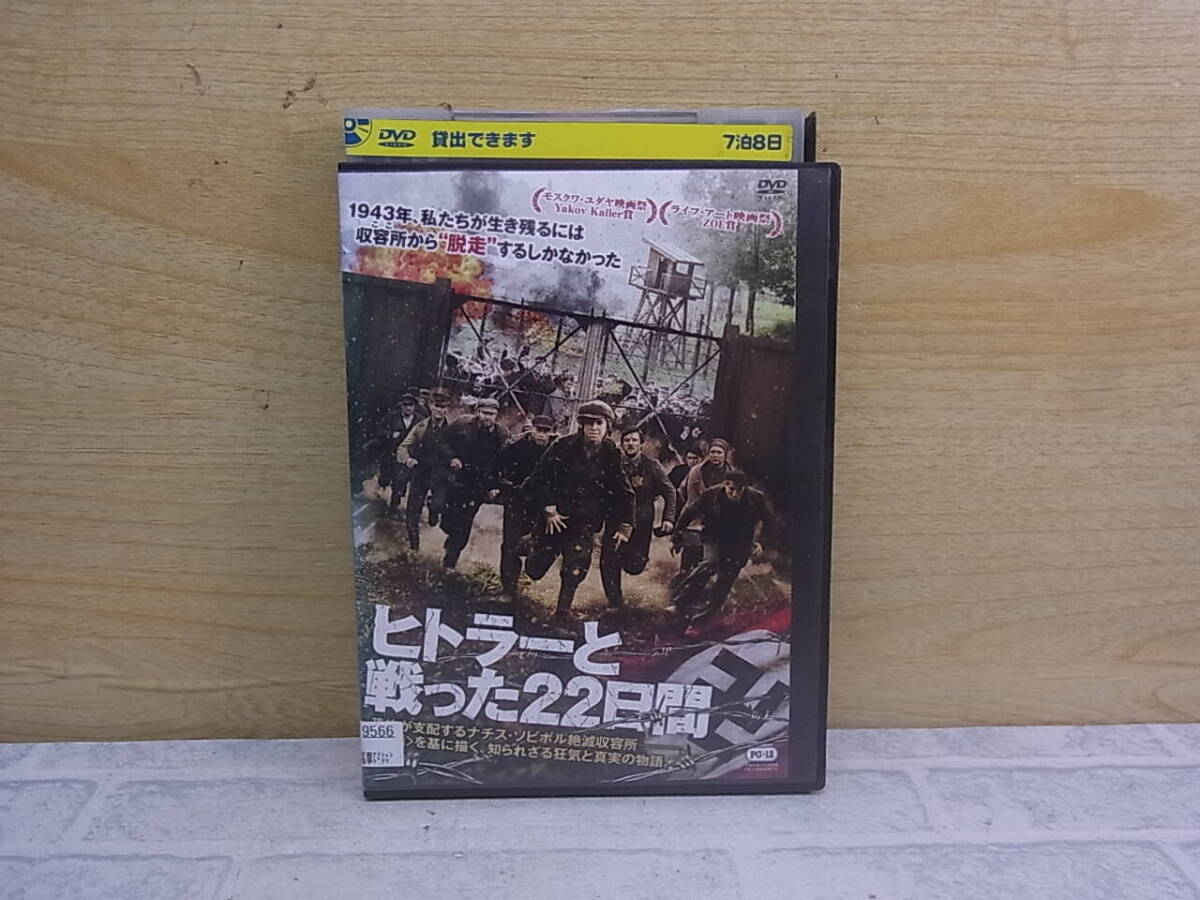 DVD
VIDEO
貸出できます
7泊8日
DVD
モスクワ・ユダヤ映画祭
Yakov Kaller賞
ライフ・アート映画祭
ZOE賞
1943年、私たちが生き残るには
収容所から“脱走”するしかなかった
ヒトラーと
戦った22日間
が支配するナチス・ソビボル絶滅収容所
を基に描く、知られざる狂気と真実の物語
9566
PG-12